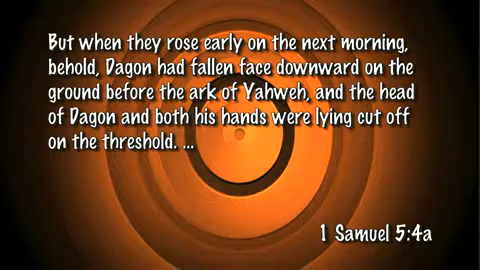 But when they rose early on the next morning,
behold, Dagon had fallen face downward on the
ground before the ark of Yahweh, and the head
of Dagon and both his hands were lying cut off
on the threshold. ...
1 Samuel 5:4a